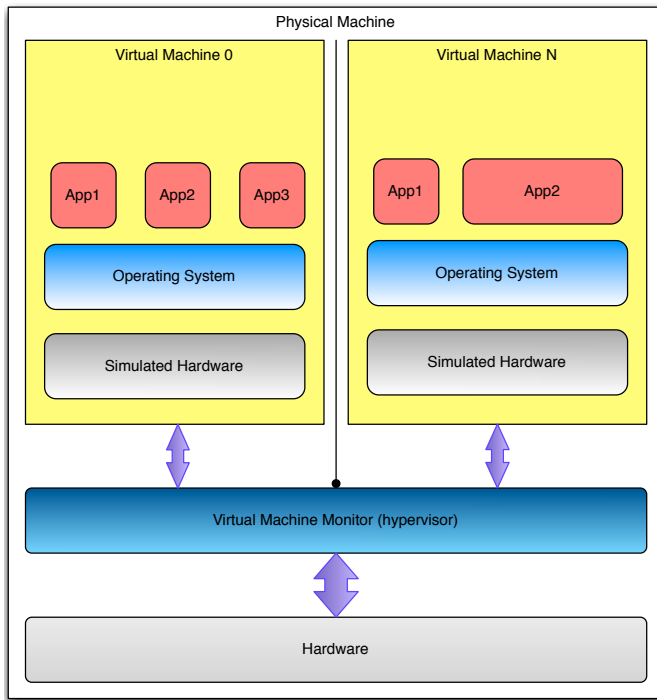 Physical Machine
Virtual Machine 0
App1
App2
App3
Operating System
Simulated Hardware
Virtual Machine N
App1
App2
Operating System
Simulated Hardware
Virtual Machine Monitor (hypervisor)
Hardware